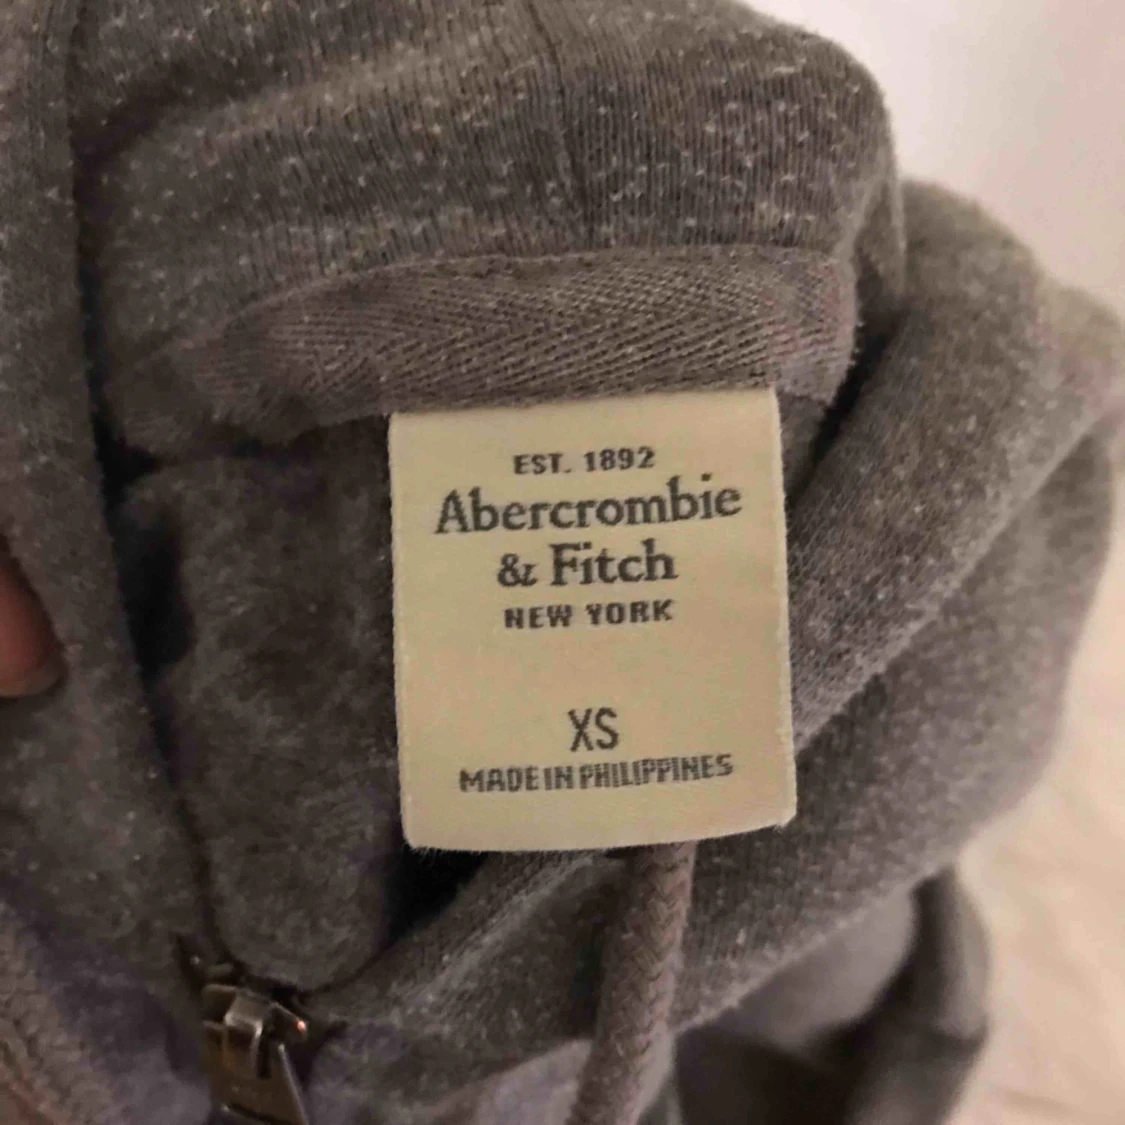 EST. 1892
Abercrombie
& Fitch
NEW YORK
XS
MADE IN PHILIPPINES